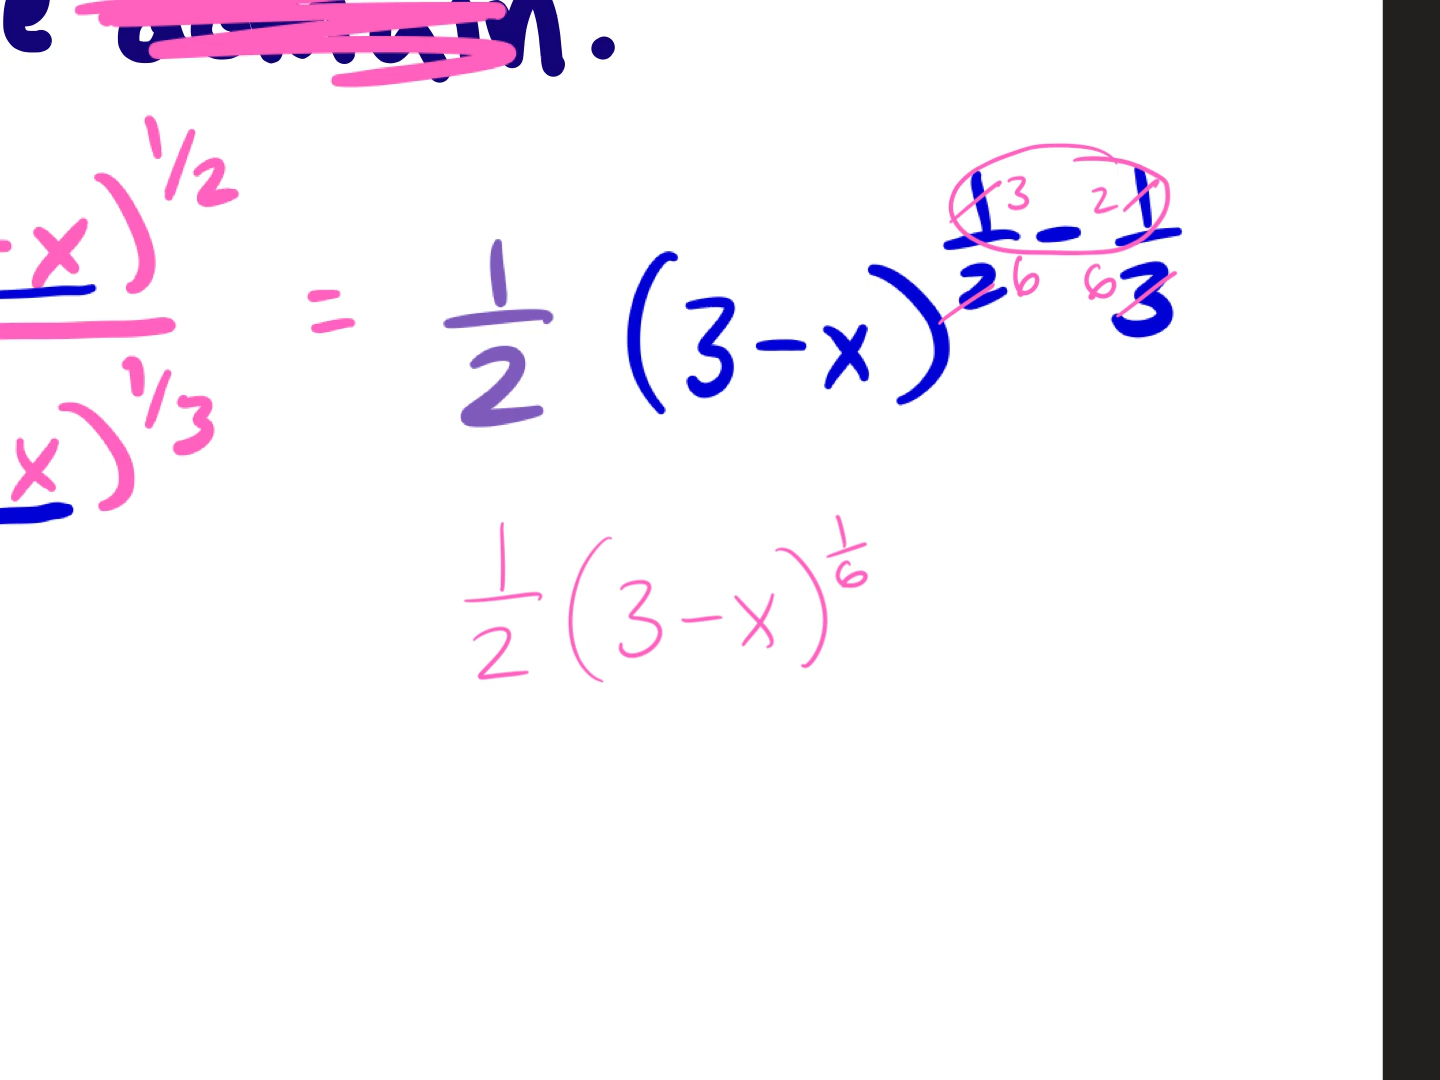 e domain.
-x)^1/2 / x)^1/3 = 1/2 (3-x)^1/2 - 1/3
3 2
6 6
1/2 (3-x)^1/6